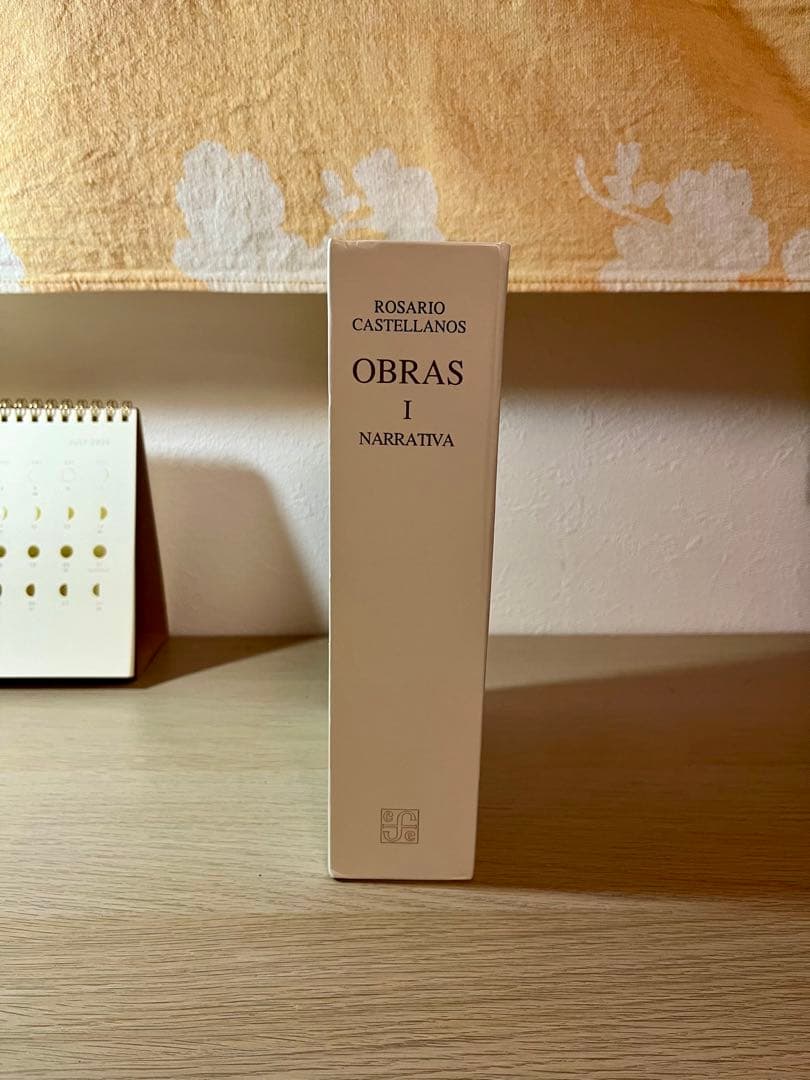 ROSARIO
CASTELLANOS
OBRAS
I
NARRATIVA